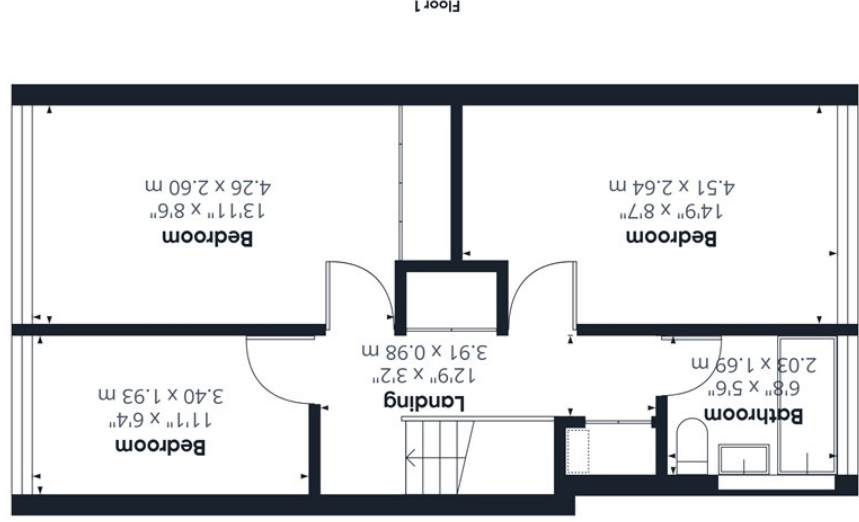 Bathroom
6'8" x 5'6"
2.03 x 1.69 m
Landing
12'9" x 3'2"
3.91 x 0.98 m
Bedroom
11'1" x 6'4"
3.40 x 1.93 m
Bedroom
14'9" x 8'7"
4.51 x 2.64 m
Bedroom
13'11" x 8'6"
4.26 x 2.60 m
Floor 1